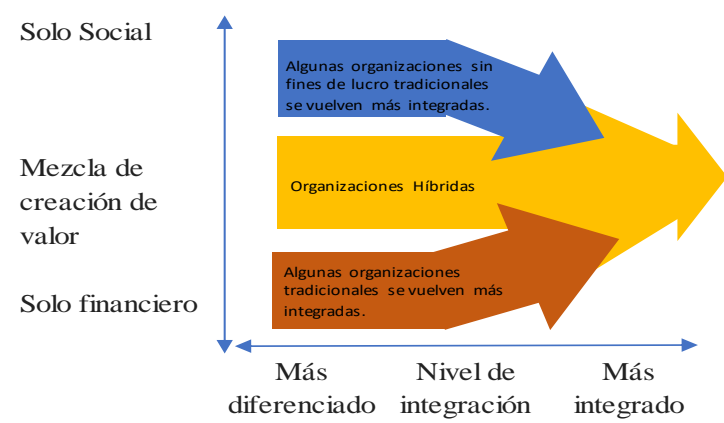 Solo Social
Algunas organizaciones sin
fines de lucro tradicionales
se vuelven más integradas.
Mezcla de
creación de
valor
Organizaciones Híbridas
Solo financiero
Algunas organizaciones
tradicionales se vuelven más
integradas.
Más
diferenciado
Nivel de
integración
Más
integrado